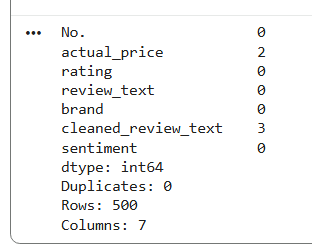 No. 0
actual_price 2
rating 0
review_text 0
brand 0
cleaned_review_text 3
sentiment 0
dtype: int64
Duplicates: 0
Rows: 500
Columns: 7